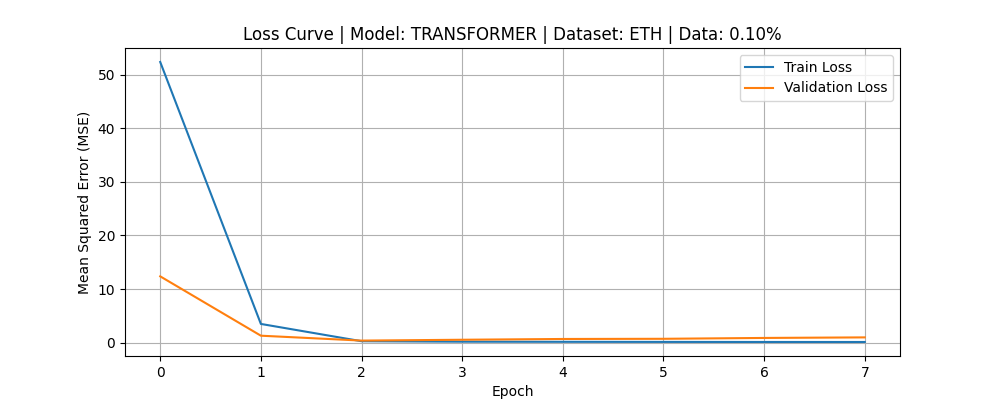 Loss Curve | Model: TRANSFORMER | Dataset: ETH | Data: 0.10%
Train Loss
Validation Loss
Mean Squared Error (MSE)
50
40
30
20
10
0
0 1 2 3 4 5 6 7
Epoch